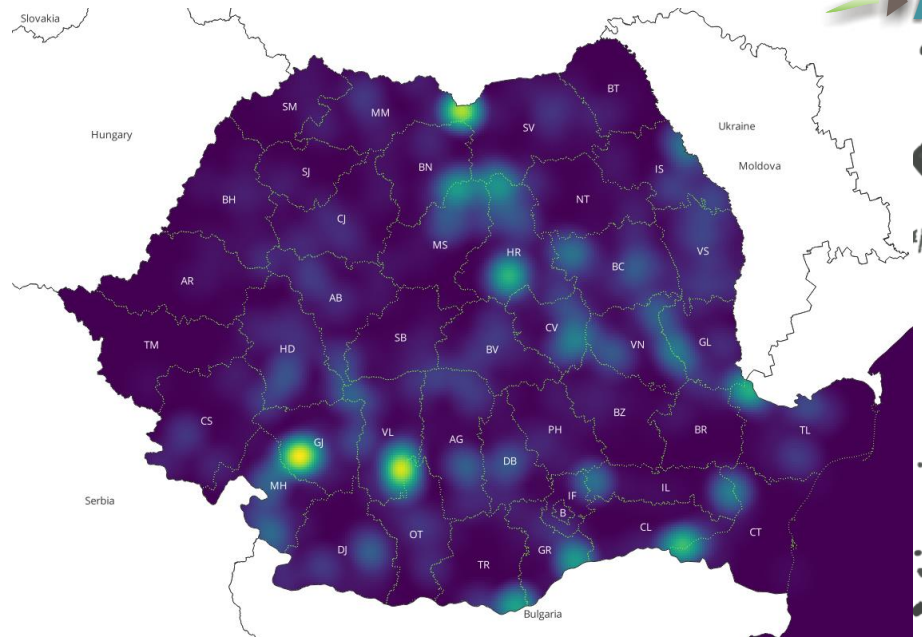 Slovakia
BT
SM
MM
SV
Ukraine
Hungary
Moldova
IS
BN
SJ
NT
BH
CJ
MS
HR
VS
BC
AR
AB
CV
SB
VN
GL
TM
HD
BV
BZ
CS
PH
BR
TL
VL
GJ
AG
DB
MH
IL
IF
Serbia
B
CL
CT
OT
DJ
GR
TR
Bulgaria